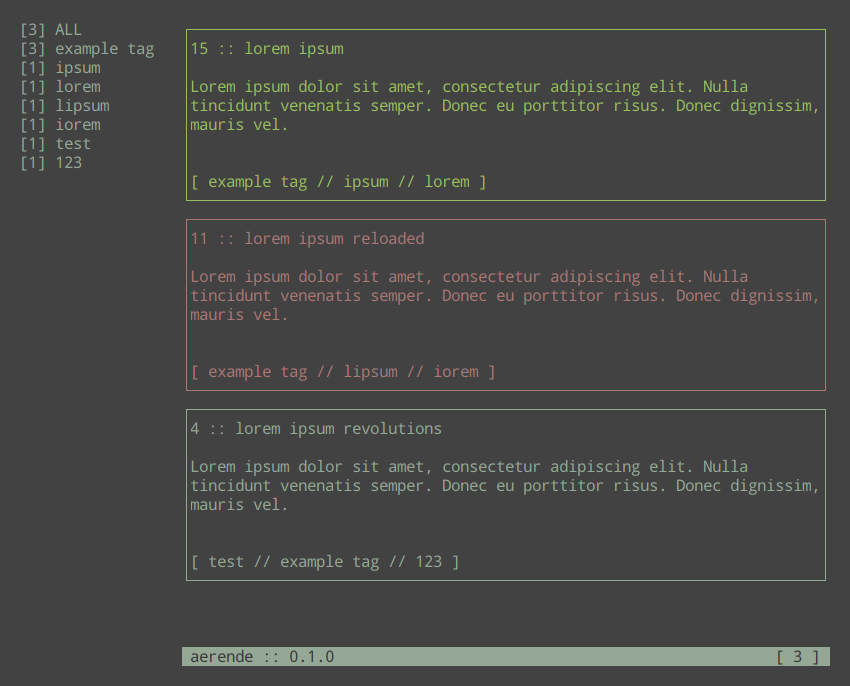 [3] ALL
[3] example tag
[1] ipsum
[1] lorem
[1] lipsum
[1] iorem
[1] test
[1] 123
15 :: lorem ipsum
Lorem ipsum dolor sit amet, consectetur adipiscing elit. Nulla
tincidunt venenatis semper. Donec eu porttitor risus. Donec dignissim,
mauris vel.
[ example tag // ipsum // lorem ]
11 :: lorem ipsum reloaded
Lorem ipsum dolor sit amet, consectetur adipiscing elit. Nulla
tincidunt venenatis semper. Donec eu porttitor risus. Donec dignissim,
mauris vel.
[ example tag // lipsum // iorem ]
4 :: lorem ipsum revolutions
Lorem ipsum dolor sit amet, consectetur adipiscing elit. Nulla
tincidunt venenatis semper. Donec eu porttitor risus. Donec dignissim,
mauris vel.
[ test // example tag // 123 ]
aerende :: 0.1.0 [ 3 ]